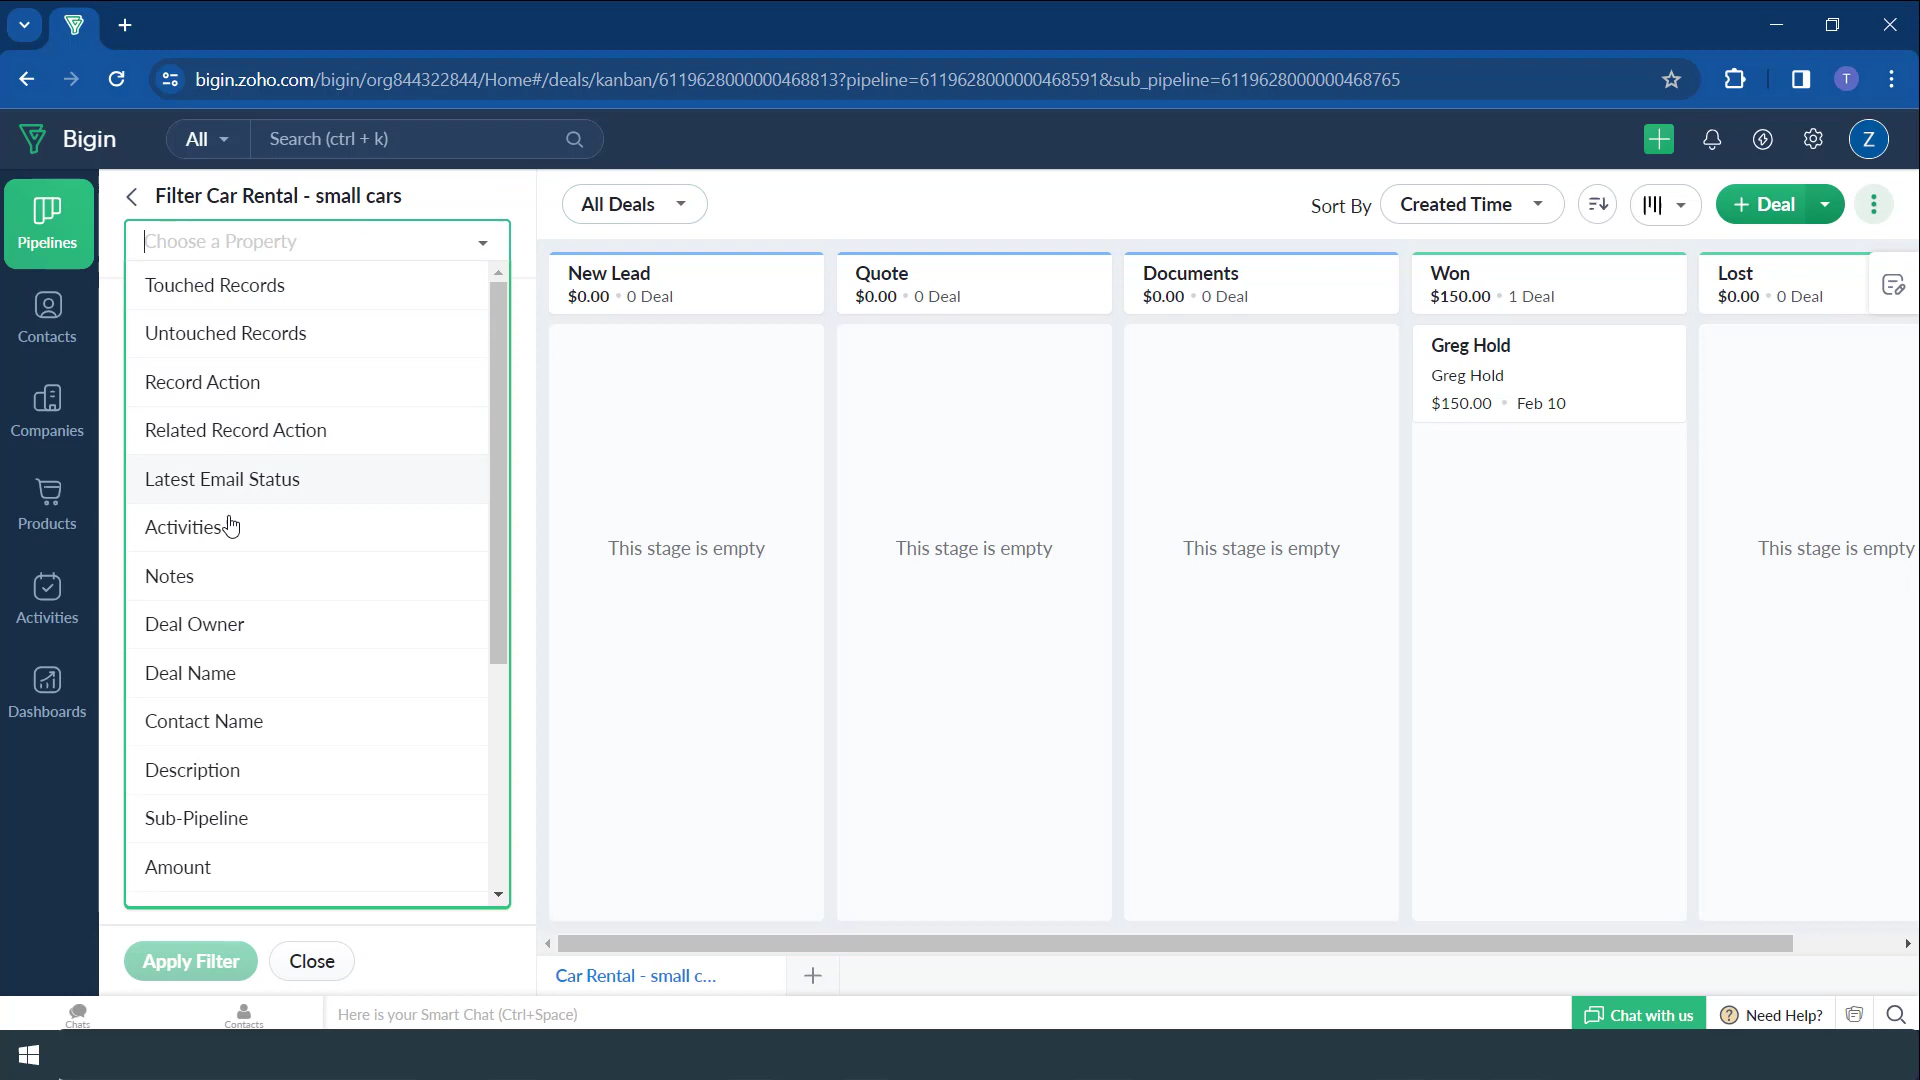 bigin.zoho.com/bigin/org844322844/Home#/deals/kanban/6119628000000468813?pipeline=6119628000000468591&sub_pipeline=6119628000000468765
T
Bigin
All
Search (ctrl + k)
Z
Pipelines
Contacts
Companies
Products
Activities
Dashboards
Filter Car Rental - small cars
Choose a Property
Touched Records
Untouched Records
Record Action
Related Record Action
Latest Email Status
Activities
Notes
Deal Owner
Deal Name
Contact Name
Description
Sub-Pipeline
Amount
Apply Filter
Close
All Deals
Sort By
Created Time
+ Deal
New Lead
$0.00 • 0 Deal
Quote
$0.00 • 0 Deal
Documents
$0.00 • 0 Deal
Won
$150.00 • 1 Deal
Lost
$0.00 • 0 Deal
Greg Hold
Greg Hold
$150.00 • Feb 10
This stage is empty
This stage is empty
This stage is empty
This stage is empty
Car Rental - small c...
Chats
Contacts
Here is your Smart Chat (Ctrl+Space)
Chat with us
Need Help?